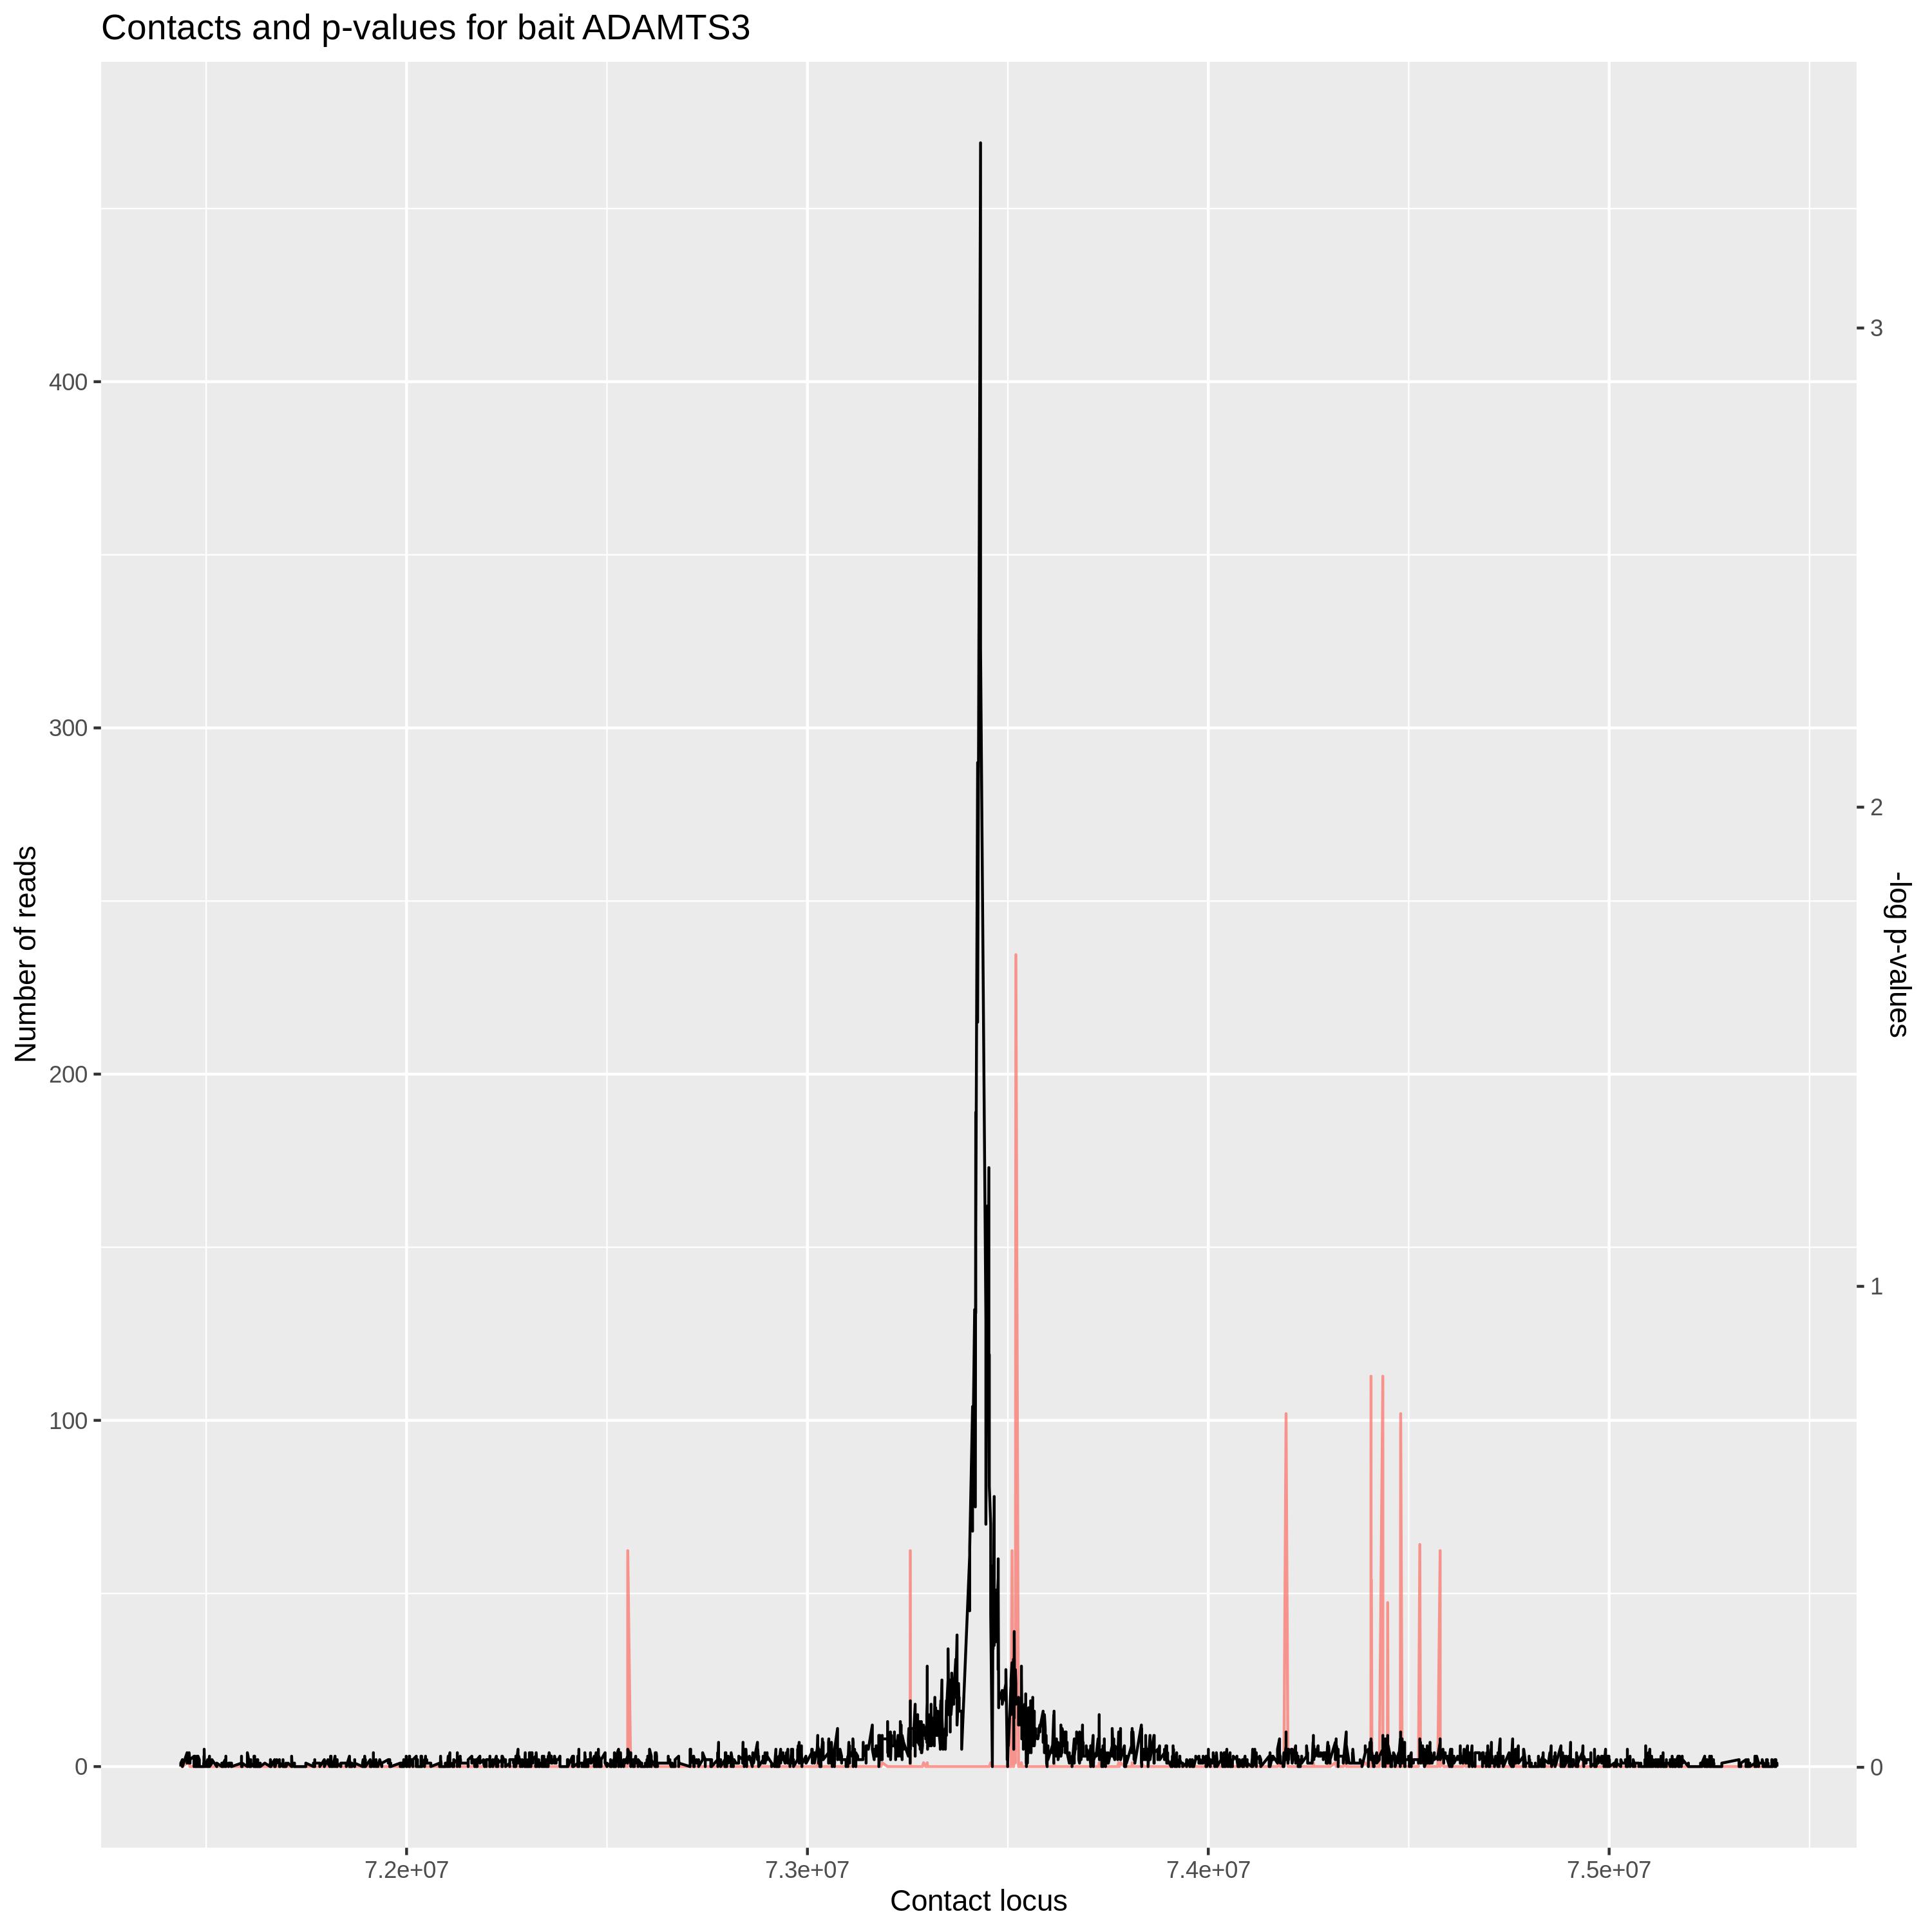 Contacts and p-values for bait ADAMTS3
Number of reads
400
300
200
100
0
3
2
1
0
-log p-values
7.2e+07 7.3e+07 7.4e+07 7.5e+07
Contact locus